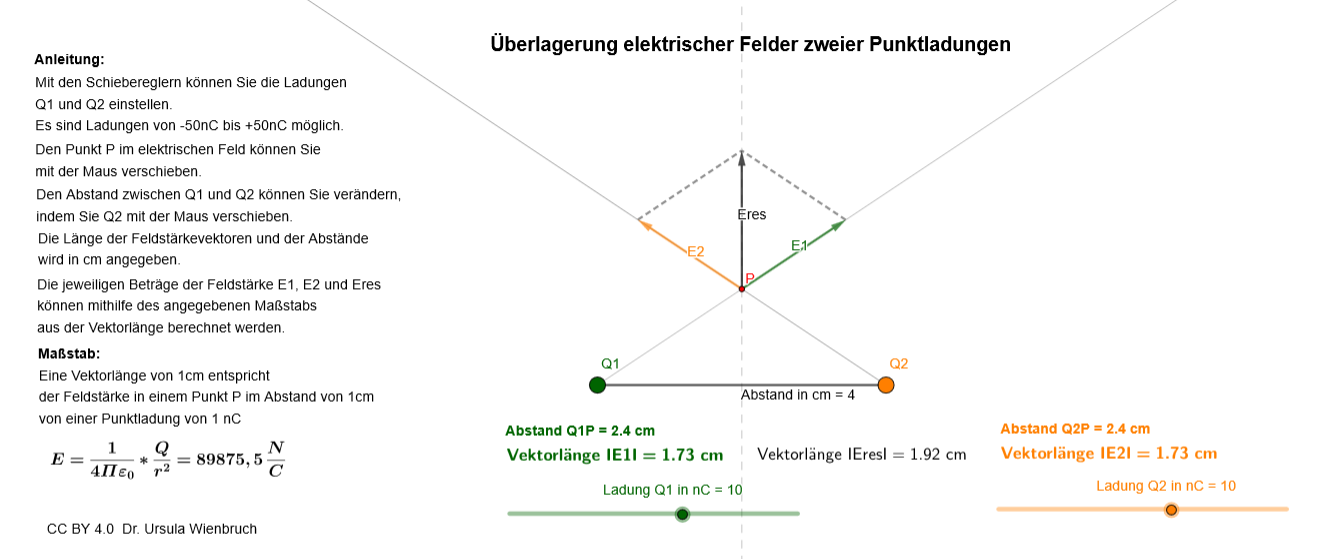 Überlagerung elektrischer Felder zweier Punktladungen
Anleitung:
Mit den Schiebereglern können Sie die Ladungen
Q1 und Q2 einstellen.
Es sind Ladungen von -50nC bis +50nC möglich.
Den Punkt P im elektrischen Feld können Sie
mit der Maus verschieben.
Den Abstand zwischen Q1 und Q2 können Sie verändern,
indem Sie Q2 mit der Maus verschieben.
Die Länge der Feldstärkevektoren und der Abstände
wird in cm angegeben.
Die jeweiligen Beträge der Feldstärke E1, E2 und Eres
können mithilfe des angegebenen Maßstabs
aus der Vektorlänge berechnet werden.
Maßstab:
Eine Vektorlänge von 1cm entspricht
der Feldstärke in einem Punkt P im Abstand von 1cm
von einer Punktladung von 1 nC
E = 1/(4Πε₀) * Q/r² = 89875,5 N/C
CC BY 4.0 Dr. Ursula Wienbruch
Eres
E2
E1
P
Q1
Q2
Abstand in cm = 4
Abstand Q1P = 2.4 cm
Vektorlänge IE1I = 1.73 cm
Ladung Q1 in nC = 10
Vektorlänge IEresI = 1.92 cm
Abstand Q2P = 2.4 cm
Vektorlänge IE2I = 1.73 cm
Ladung Q2 in nC = 10